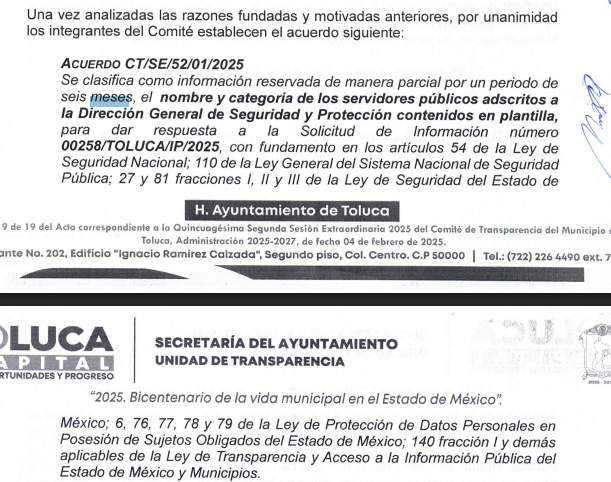 Una vez analizadas las razones fundadas y motivadas anteriores, por unanimidad
los integrantes del Comité establecen el acuerdo siguiente:
ACUERDO CT/SE/52/01/2025
Se clasifica como información reservada de manera parcial por un periodo de
seis meses, el nombre y categoría de los servidores públicos adscritos a
la Dirección General de Seguridad y Protección contenidos en plantilla,
para dar respuesta a la Solicitud de Información número
00258/TOLUCA/IP/2025, con fundamento en los artículos 54 de la Ley de
Seguridad Nacional; 110 de la Ley General del Sistema Nacional de Seguridad
Pública; 27 y 81 fracciones I, II y III de la Ley de Seguridad del Estado de
H. Ayuntamiento de Toluca
9 de 19 del Acta correspondiente a la Quincuagésima Segunda Sesión Extraordinaria 2025 del Comité de Transparencia del Municipio
Toluca, Administración 2025-2027, de fecha 04 de febrero de 2025.
ante No. 202, Edificio "Ignacio Ramírez Calzada", Segundo piso, Col. Centro. C.P 50000 | Tel.: (722) 226 4490 ext. 7
OLUCA
APITAL
RTUNIDADES Y PROGRESO
SECRETARÍA DEL AYUNTAMIENTO
UNIDAD DE TRANSPARENCIA
"2025. Bicentenario de la vida municipal en el Estado de México".
México; 6, 76, 77, 78 y 79 de la Ley de Protección de Datos Personales en
Posesión de Sujetos Obligados del Estado de México; 140 fracción I y demás
aplicables de la Ley de Transparencia y Acceso a la Información Pública del
Estado de México y Municipios.